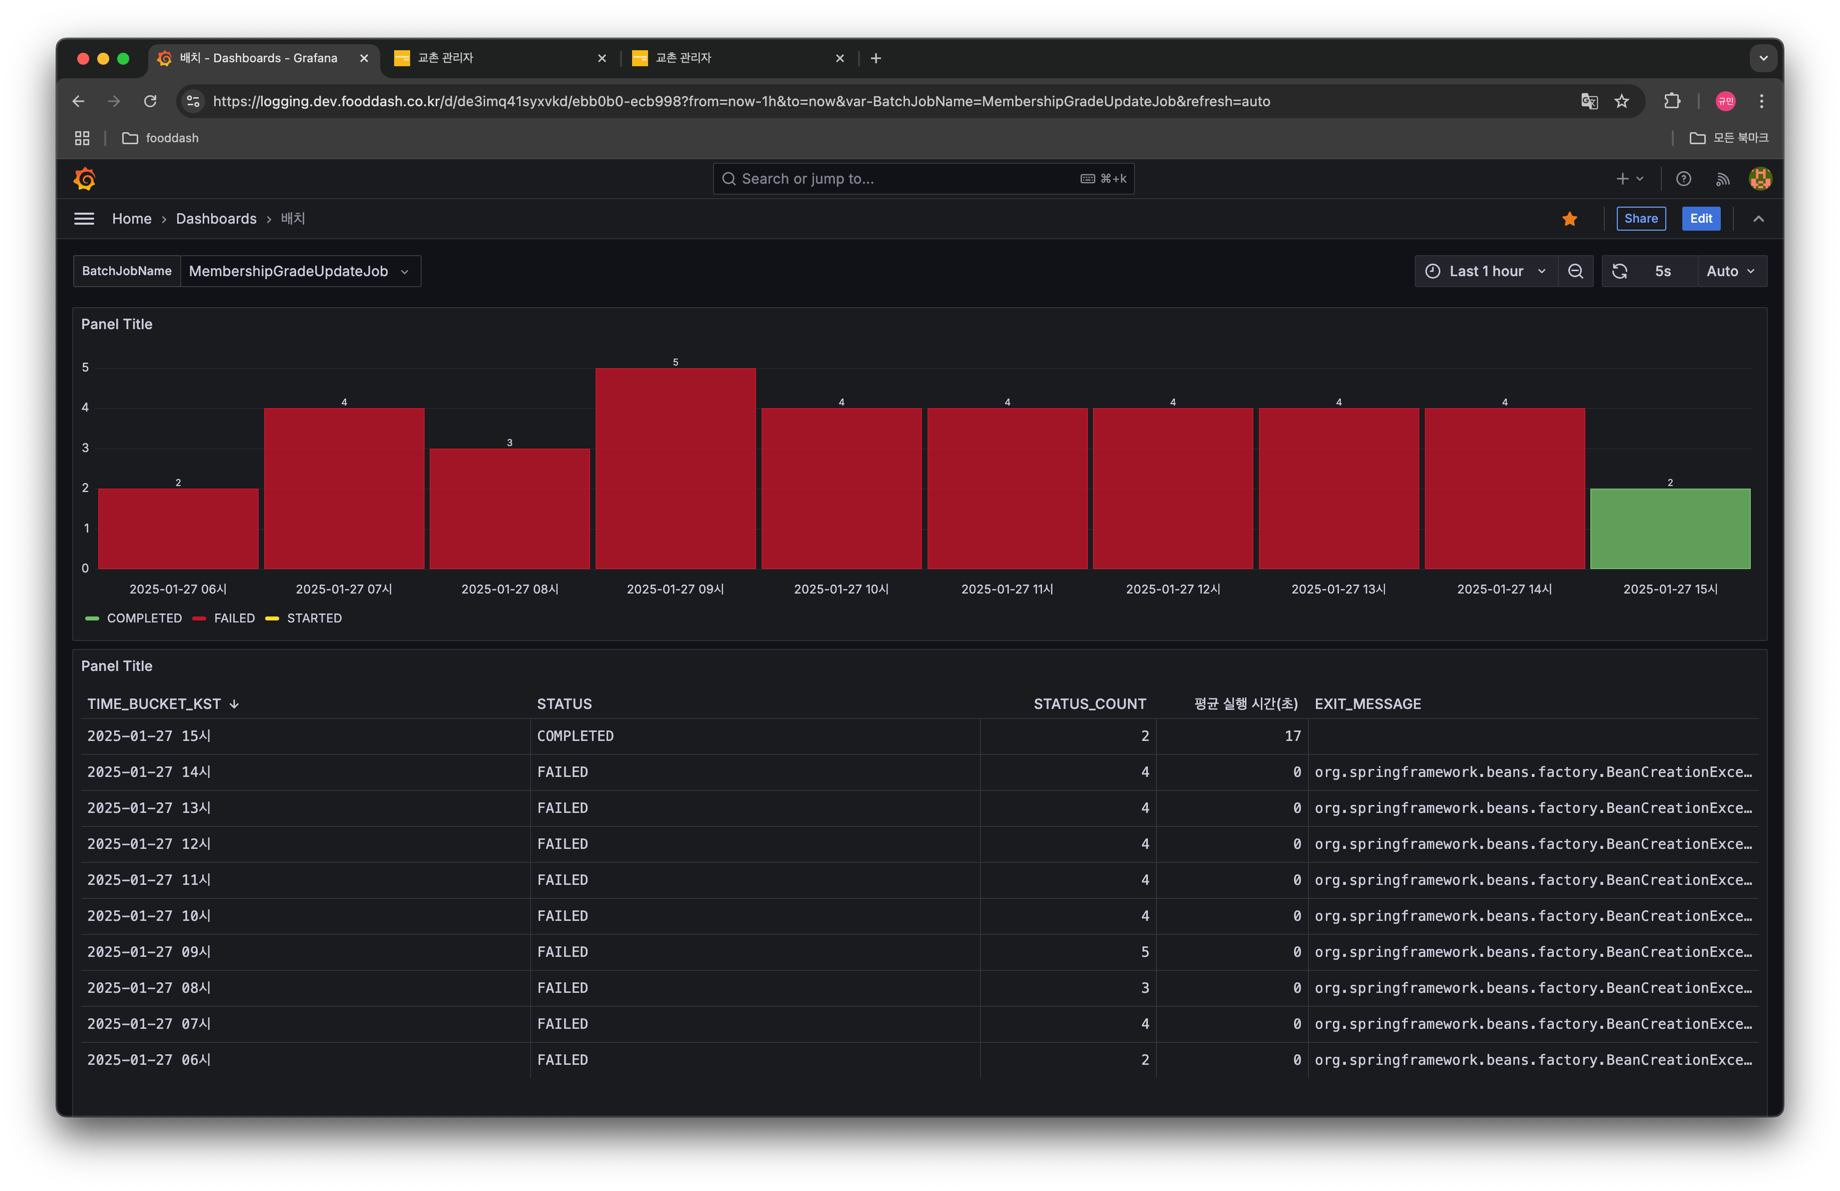 배치 - Dashboards - Grafana
교촌 관리자
교촌 관리자
https://logging.dev.fooddash.co.kr/d/de3imq41syxvkd/ebb0b0-ecb998?from=now-1h&to=now&var-BatchJobName=MembershipGradeUpdateJob&refresh=auto
규민
fooddash
모든 북마크
Search or jump to...
⌘+k
Home › Dashboards › 배치
Share
Edit
BatchJobName
MembershipGradeUpdateJob
Last 1 hour
5s
Auto
Panel Title
5
4
3
2
1
0
2
4
3
5
4
4
4
4
4
2
2025-01-27 06시
2025-01-27 07시
2025-01-27 08시
2025-01-27 09시
2025-01-27 10시
2025-01-27 11시
2025-01-27 12시
2025-01-27 13시
2025-01-27 14시
2025-01-27 15시
COMPLETED FAILED STARTED
Panel Title
TIME_BUCKET_KST ↓ STATUS STATUS_COUNT 평균 실행 시간(초) EXIT_MESSAGE
2025-01-27 15시 COMPLETED 2 17
2025-01-27 14시 FAILED 4 0 org.springframework.beans.factory.BeanCreationExce…
2025-01-27 13시 FAILED 4 0 org.springframework.beans.factory.BeanCreationExce…
2025-01-27 12시 FAILED 4 0 org.springframework.beans.factory.BeanCreationExce…
2025-01-27 11시 FAILED 4 0 org.springframework.beans.factory.BeanCreationExce…
2025-01-27 10시 FAILED 4 0 org.springframework.beans.factory.BeanCreationExce…
2025-01-27 09시 FAILED 5 0 org.springframework.beans.factory.BeanCreationExce…
2025-01-27 08시 FAILED 3 0 org.springframework.beans.factory.BeanCreationExce…
2025-01-27 07시 FAILED 4 0 org.springframework.beans.factory.BeanCreationExce…
2025-01-27 06시 FAILED 2 0 org.springframework.beans.factory.BeanCreationExce…